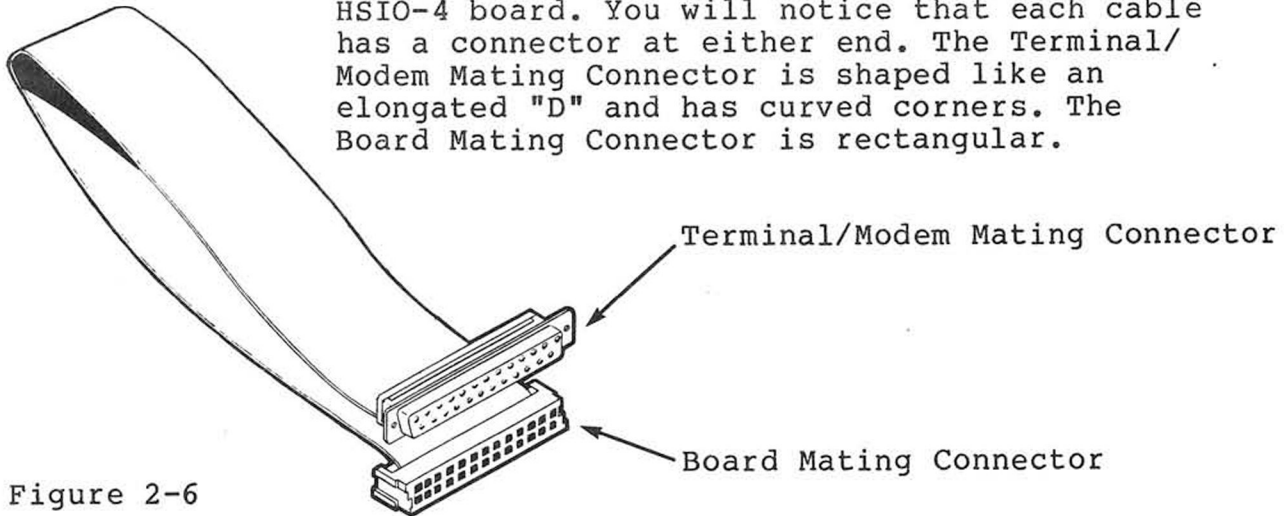 HSIO-4 board. You will notice that each cable
has a connector at either end. The Terminal/
Modem Mating Connector is shaped like an
elongated "D" and has curved corners. The
Board Mating Connector is rectangular.
Terminal/Modem Mating Connector
Board Mating Connector
Figure 2-6